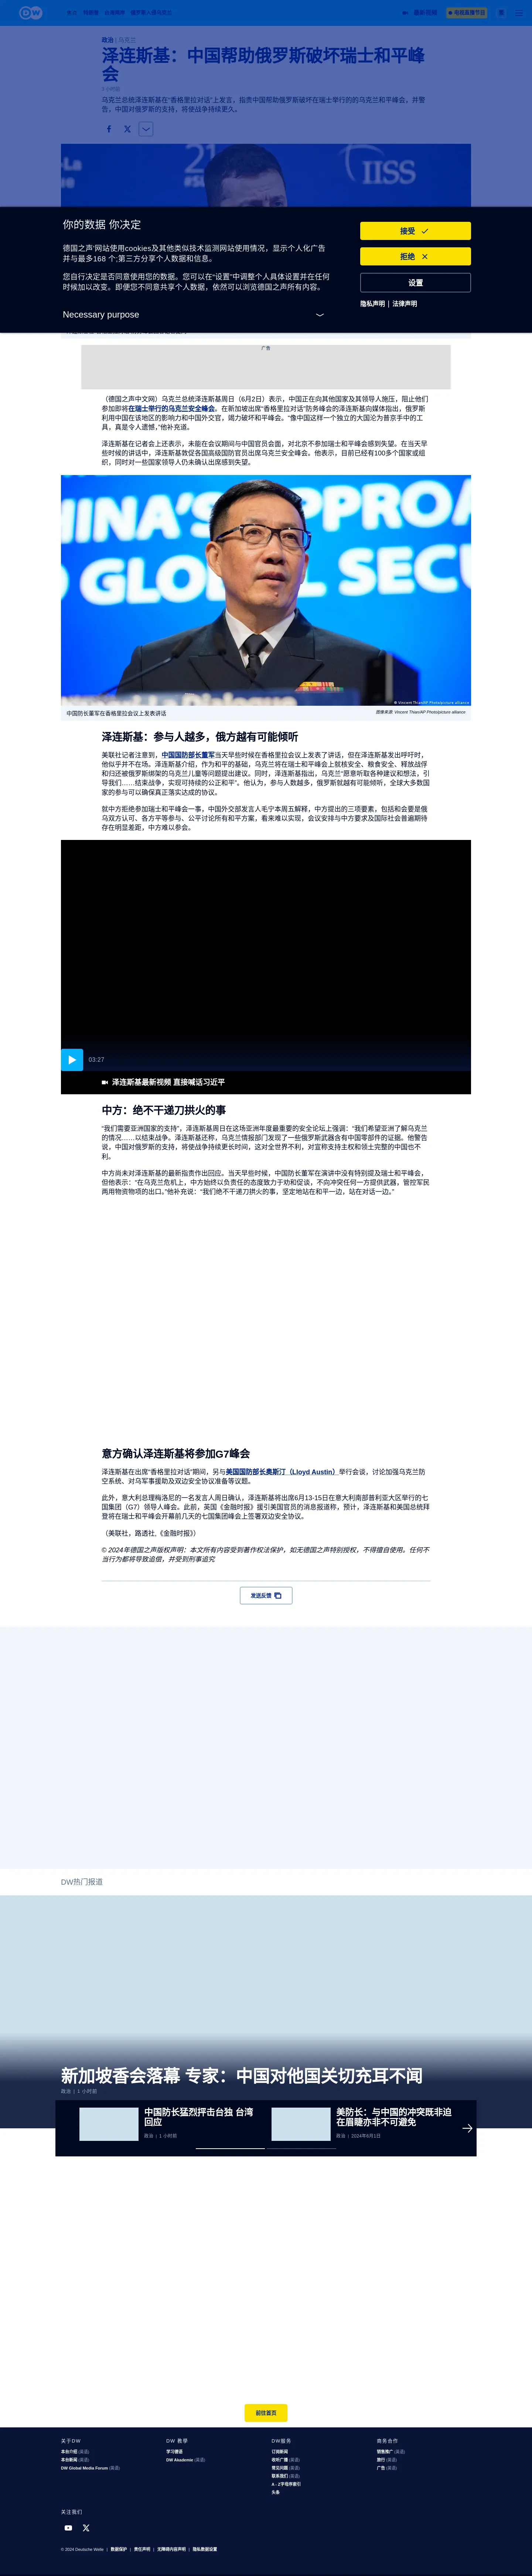 DW
最新视频
电视直播节目
政治 / 乌克兰
泽连斯基：中国帮助俄罗斯破坏瑞士和平峰
会
乌克兰总统泽连斯基在"香格里拉对话"上发言，指责中国帮助俄罗斯破坏在瑞士举行的的乌克兰和平峰会，并警
告，中国对俄罗斯的支持，将使战争持续更久。
IISS
你的数据 你决定
德国之声'网站使用cookies及其他类似技术监测网站使用情况，显示个人化广告
并与最多168 个;第三方分享个人数据和信息。
您自行决定是否同意使用您的数据。您可以在"设置"中调整个人具体设置并在任何
时候加以改变。即便您不同意共享个人数据，依然可以浏览德国之声所有内容。
Necessary purpose
接受
拒绝
设置
隐私声明 | 法律声明
广告
（德国之声中文网）乌克兰总统泽连斯基周日（6月2日）表示，中国正在向其他国家及其领导人施压，阻止他们
参加即将在瑞士举行的乌克兰安全峰会。在新加坡出席"香格里拉对话"防务峰会的泽连斯基向媒体指出，俄罗斯
利用中国在该地区的影响力和中国外交官，竭力破坏和平峰会。"像中国这样一个独立的大国沦为普京手中的工
具，真是令人遗憾，"他补充道。
泽连斯基在记者会上还表示，未能在会议期间与中国官员会面，对北京不参加瑞士和平峰会感到失望。在当天早
些时候的讲话中，泽连斯基敦促各国高级国防官员出席乌克兰安全峰会。他表示，目前已经有100多个国家或组
织，同时对一些国家领导人仍未确认出席感到失望。
CHINA'S APPROACH
GLOBAL SECURITY
© Vincent Thian/AP Photo/picture alliance
中国防长董军在香格里拉会议上发表讲话
图像来源: Vincent Thian/AP Photo/picture alliance
泽连斯基：参与人越多，俄方越有可能倾听
美联社记者注意到，中国国防部长董军当天早些时候在香格里拉会议上发表了讲话，但在泽连斯基发出呼吁时，
他似乎并不在场。泽连斯基介绍，作为和平的基础，乌克兰将在瑞士和平峰会上就核安全、粮食安全、释放战俘
和归还被俄罗斯绑架的乌克兰儿童等问题提出建议。同时，泽连斯基指出，乌克兰"愿意听取各种建议和想法，引
导我们……结束战争，实现可持续的公正和平"。他认为，参与人数越多，俄罗斯就越有可能倾听，全球大多数国
家的参与可以确保真正落实达成的协议。
就中方拒绝参加瑞士和平峰会一事，中国外交部发言人毛宁本周五解释，中方提出的三项要素，包括和会要是俄
乌双方认可、各方平等参与、公平讨论所有和平方案，看来难以实现，会议安排与中方要求及国际社会普遍期待
存在明显差距，中方难以参会。
03:27
泽连斯基最新视频 直接喊话习近平
中方：绝不干递刀拱火的事
"我们需要亚洲国家的支持"，泽连斯基周日在这场亚洲年度最重要的安全论坛上强调："我们希望亚洲了解乌克兰
的情况……以结束战争。泽连斯基还称，乌克兰情报部门发现了一些俄罗斯武器含有中国零部件的证据。他警告
说，中国对俄罗斯的支持，将使战争持续更长时间，这对全世界不利，对宣称支持主权和领土完整的中国也不
利。
中方尚未对泽连斯基的最新指责作出回应。当天早些时候，中国防长董军在演讲中没有特别提及瑞士和平峰会，
但他表示："在乌克兰危机上，中方始终以负责任的态度致力于劝和促谈，不向冲突任何一方提供武器，管控军民
两用物资物项的出口。"他补充说："我们绝不干递刀拱火的事，坚定地站在和平一边，站在对话一边。"
意方确认泽连斯基将参加G7峰会
泽连斯基在出席"香格里拉对话"期间，另与美国国防部长奥斯汀（Lloyd Austin）举行会谈，讨论加强乌克兰防
空系统、对乌军事援助及双边安全协议准备等议题。
此外，意大利总理梅洛尼的一名发言人周日确认，泽连斯基将出席6月13-15日在意大利南部普利亚大区举行的七
国集团（G7）领导人峰会。此前，英国《金融时报》援引美国官员的消息报道称，预计，泽连斯基和美国总统拜
登将在瑞士和平峰会开幕前几天的七国集团峰会上签署双边安全协议。
（美联社，路透社,《金融时报》）
© 2024年德国之声版权声明：本文所有内容受到著作权法保护，如无德国之声特别授权，不得擅自使用。任何不
当行为都将导致追偿，并受到刑事追究
发送反馈
DW热门报道
新加坡香会落幕 专家：中国对他国关切充耳不闻
政治 | 1 小时前
中国防长猛烈抨击台独 台湾
回应
政治 | 1 小时前
美防长：与中国的冲突既非迫
在眉睫亦非不可避免
政治 | 2024年6月1日
前往首页
关于DW
本台介绍 (英语)
本台新闻 (英语)
DW Global Media Forum (英语)
DW 教學
学习德语
DW Akademie (英语)
DW服务
订阅新闻
收听广播 (英语)
常见问题 (英语)
联系我们 (英语)
A - Z字母序索引
头条
商务合作
销售推广 (英语)
旅行 (英语)
广告 (英语)
关注我们
© 2024 Deutsche Welle | 数据保护 | 责任声明 | 无障碍内容声明 | 隐私数据设置